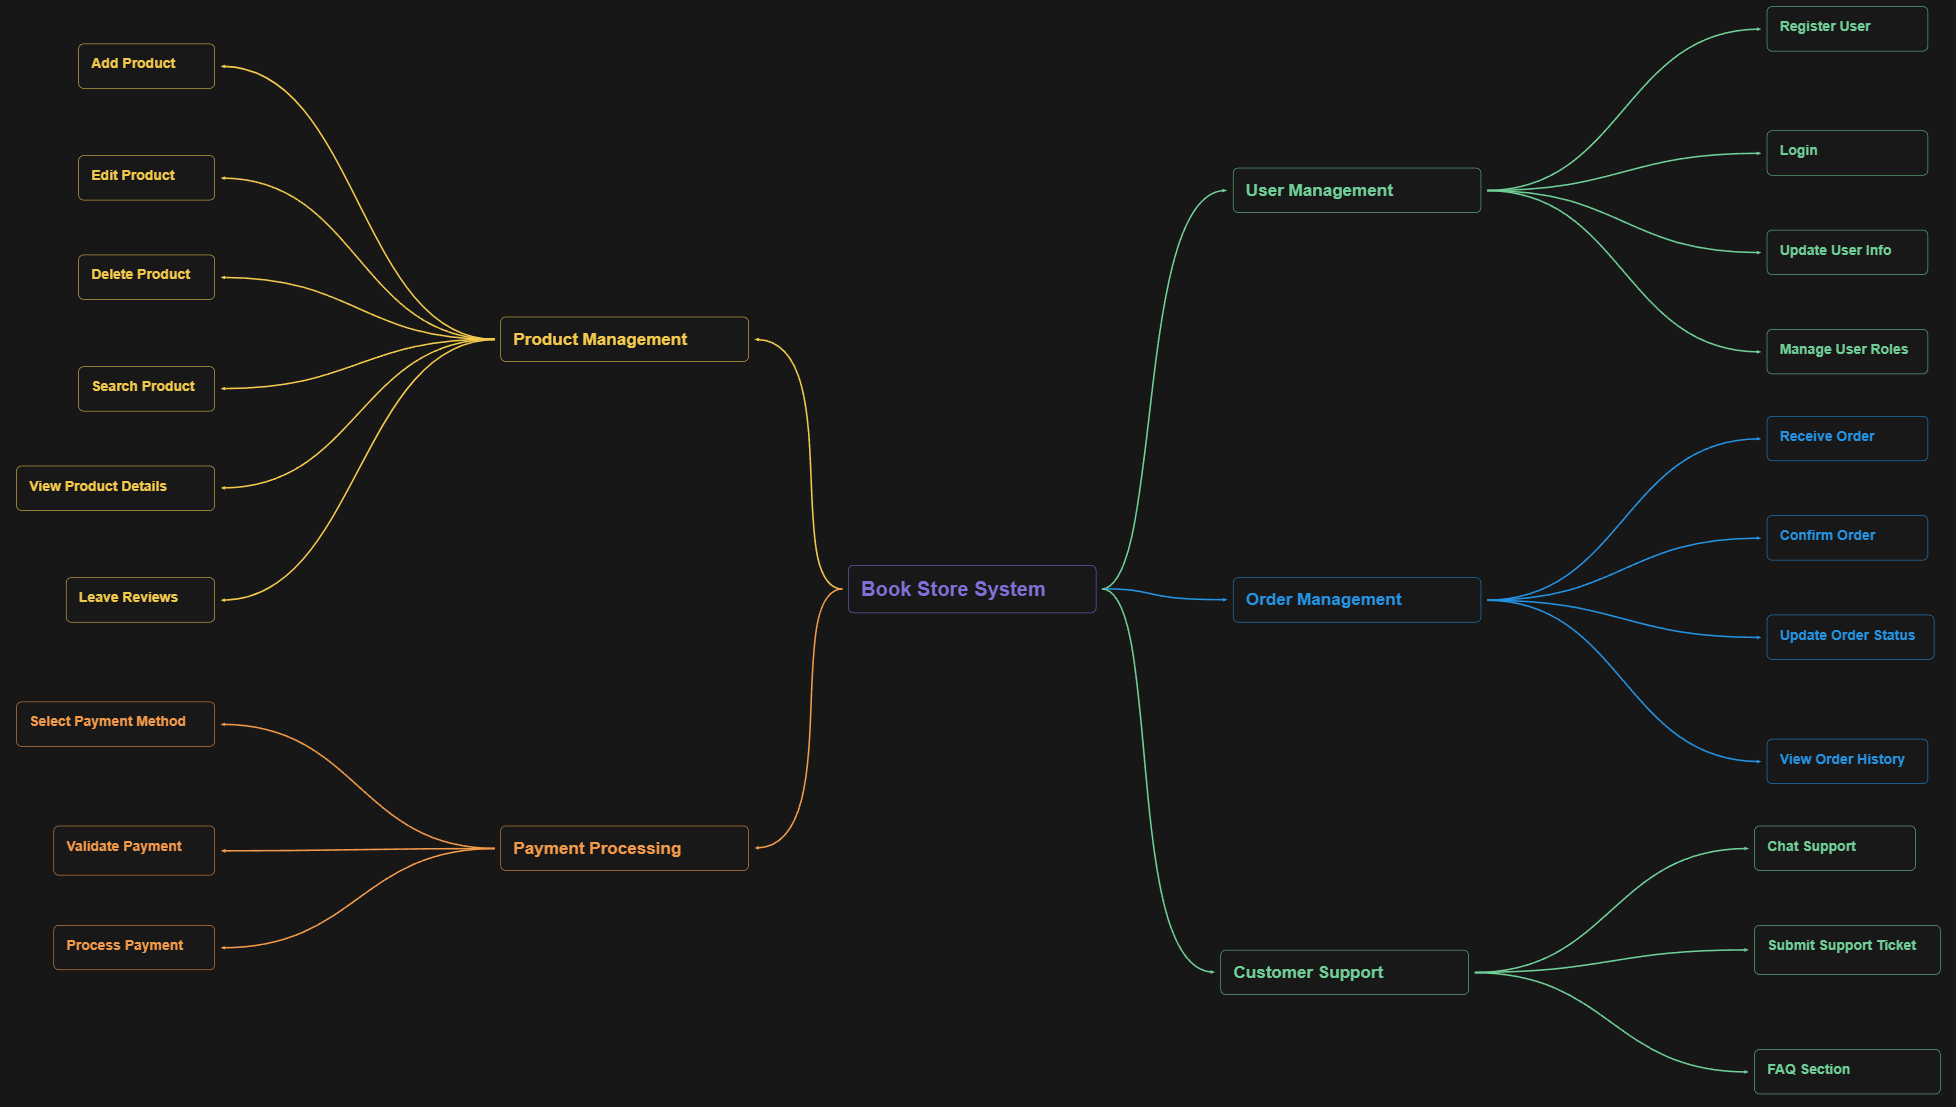 Book Store System
Product Management
Add Product
Edit Product
Delete Product
Search Product
View Product Details
Leave Reviews
Payment Processing
Select Payment Method
Validate Payment
Process Payment
User Management
Register User
Login
Update User Info
Manage User Roles
Order Management
Receive Order
Confirm Order
Update Order Status
View Order History
Customer Support
Chat Support
Submit Support Ticket
FAQ Section